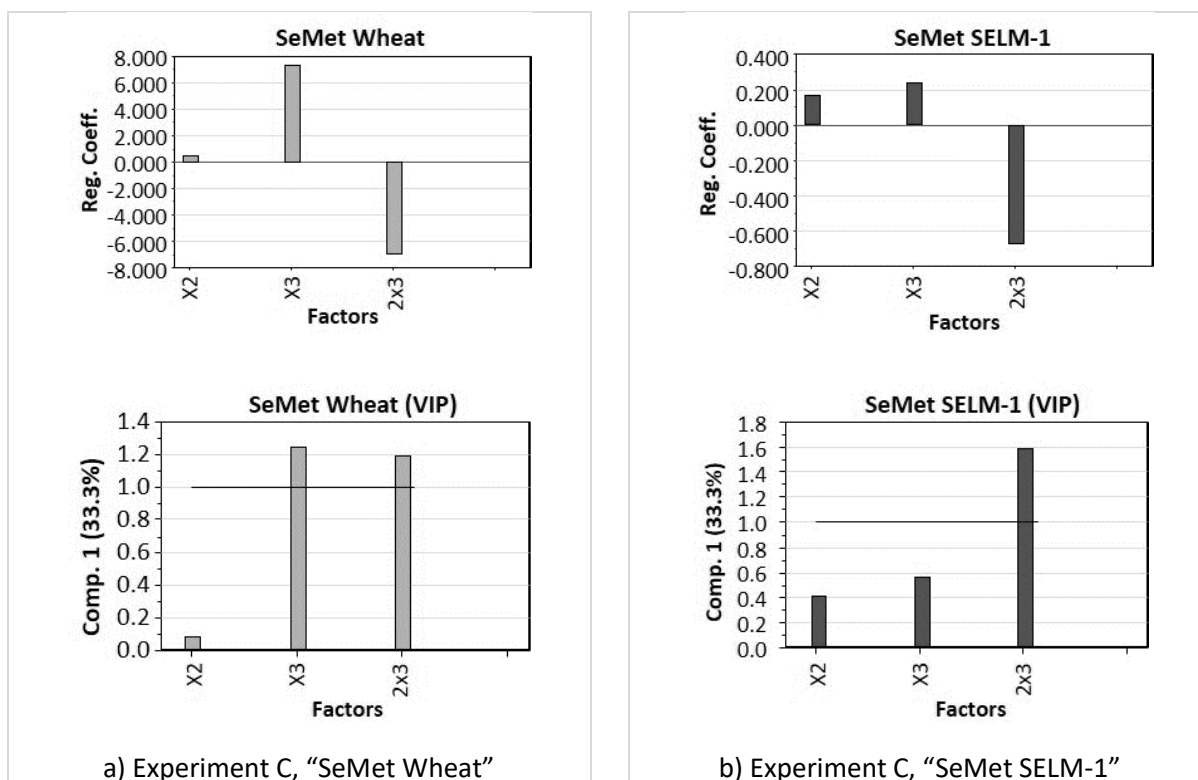 SeMet Wheat
8.000
6.000
4.000
2.000
0.000
-2.000
-4.000
-6.000
-8.000
Reg. Coeff.
X2
X3
2x3
Factors
SeMet Wheat (VIP)
1.4
1.2
1.0
0.8
0.6
0.4
0.2
0.0
Comp. 1 (33.3%)
X2
X3
2x3
Factors
a) Experiment C, “SeMet Wheat”
SeMet SELM-1
0.400
0.200
0.000
-0.200
-0.400
-0.600
-0.800
Reg. Coeff.
X2
X3
2x3
Factors
SeMet SELM-1 (VIP)
1.8
1.6
1.4
1.2
1.0
0.8
0.6
0.4
0.2
0.0
Comp. 1 (33.3%)
X2
X3
2x3
Factors
b) Experiment C, “SeMet SELM-1”